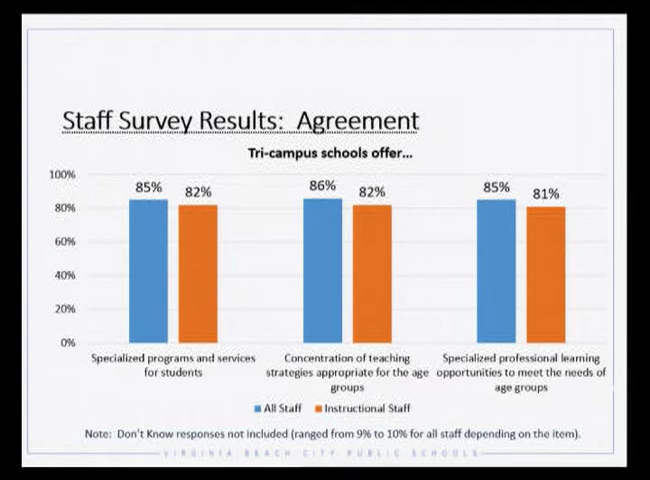 Staff Survey Results:  Agreement
Tri-campus schools offer...
100%
80%
60%
40%
20%
0%
85%
82%
86%
82%
85%
81%
Specialized programs and services
for students
Concentration of teaching
strategies appropriate for the age
groups
Specialized professional learning
opportunities to meet the needs of
age groups
All Staff
Instructional Staff
Note:  Don't Know responses not included (ranged from 9% to 10% for all staff depending on the item).
VIRGINIA BEACH CITY PUBLIC SCHOOLS